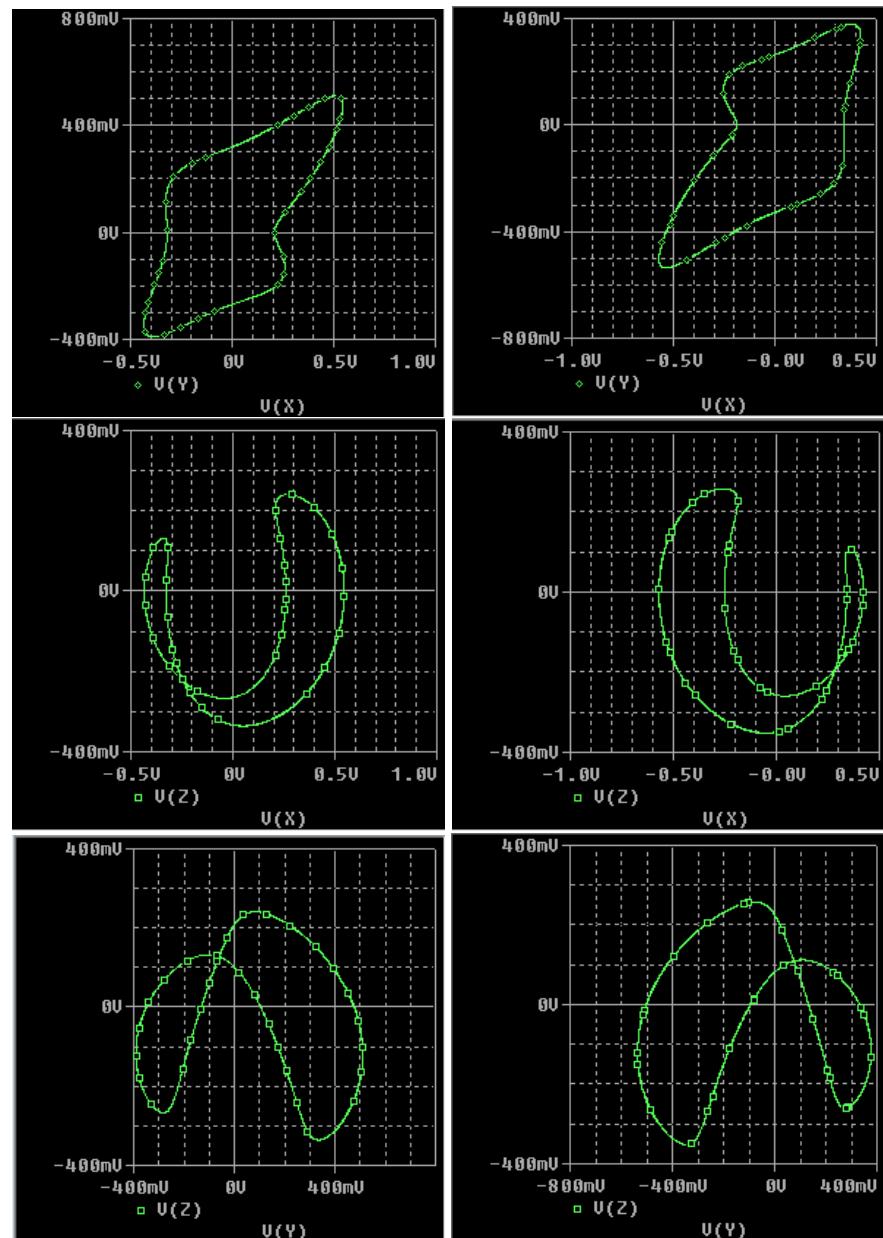 800mV
400mV
0V
-400mV
-0.5V 0V 0.5V 1.0V
V(Y)
V(X)
400mV
0V
-400mV
-800mV
-1.0V -0.5V -0.0V 0.5V
V(Y)
V(X)
400mV
0V
-400mV
-0.5V 0V 0.5V 1.0V
V(Z)
V(X)
400mV
0V
-400mV
-1.0V -0.5V -0.0V 0.5V
V(Z)
V(X)
400mV
0V
-400mV
-400mV 0V 400mV
V(Z)
V(Y)
400mV
0V
-400mV
-800mV -400mV 0V 400mV
V(Z)
V(Y)